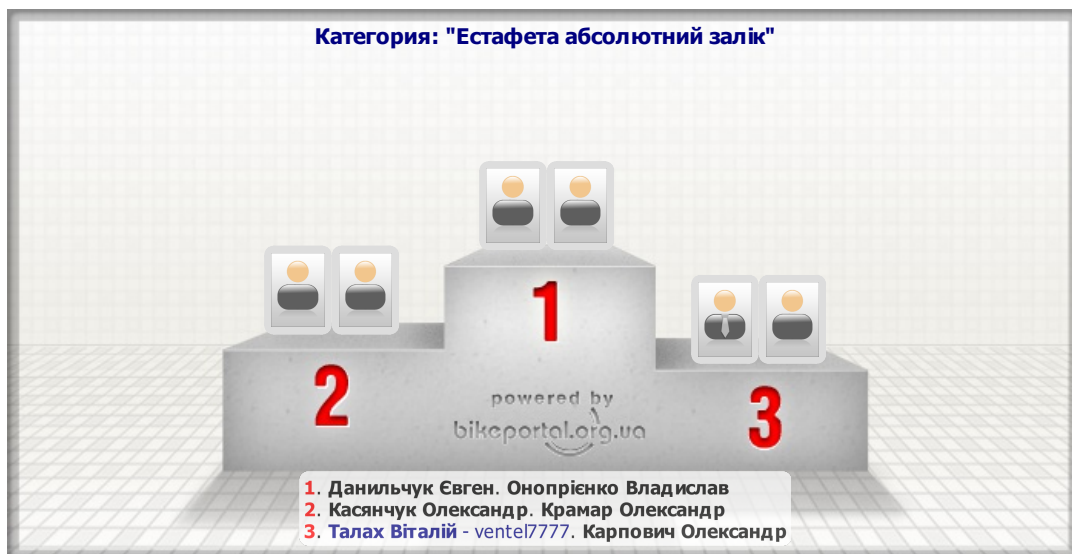 Категория: "Естафета абсолютний залік"
1
2
3
powered by
bikeportal.org.ua
1. Данильчук Євген. Онопрієнко Владислав
2. Касянчук Олександр. Крамар Олександр
3. Талах Віталій - ventel7777. Карпович Олександр